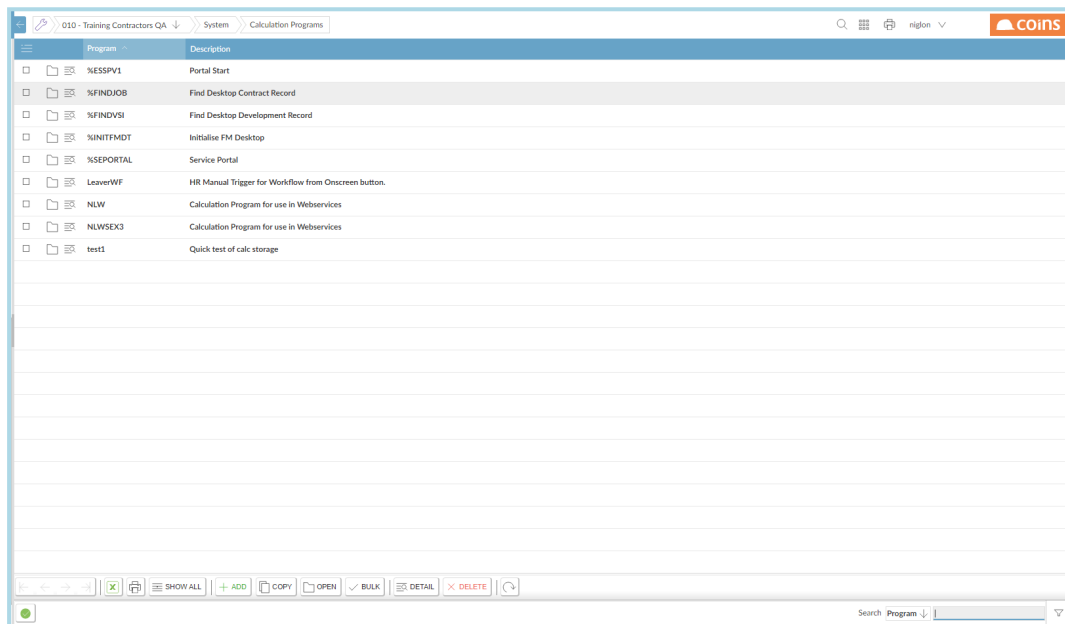 010 - Training Contractors QA System Calculation Programs niglon coins
Program Description
%ESSPV1 Portal Start
%FINDJOB Find Desktop Contract Record
%FINDVSI Find Desktop Development Record
%INITFMDT Initialise FM Desktop
%SEPORTAL Service Portal
LeaverWF HR Manual Trigger for Workflow from Onscreen button.
NLW Calculation Program for use in Webservices
NLWSEX3 Calculation Program for use in Webservices
test1 Quick test of calc storage
X SHOW ALL + ADD COPY OPEN BULK DETAIL DELETE
Search Program